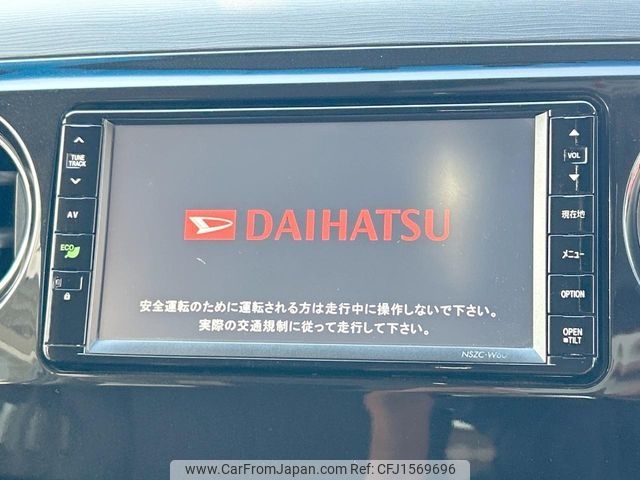 TUNE
TRACK
AV
ECO
VOL
現在地
メニュー
OPTION
OPEN
TILT
DAIHATSU
安全運転のために運転される方は走行中に操作しないで下さい。
実際の交通規制に従って走行して下さい。
NSZC-W60
www.CarFromJapan.com - CFJ1569696